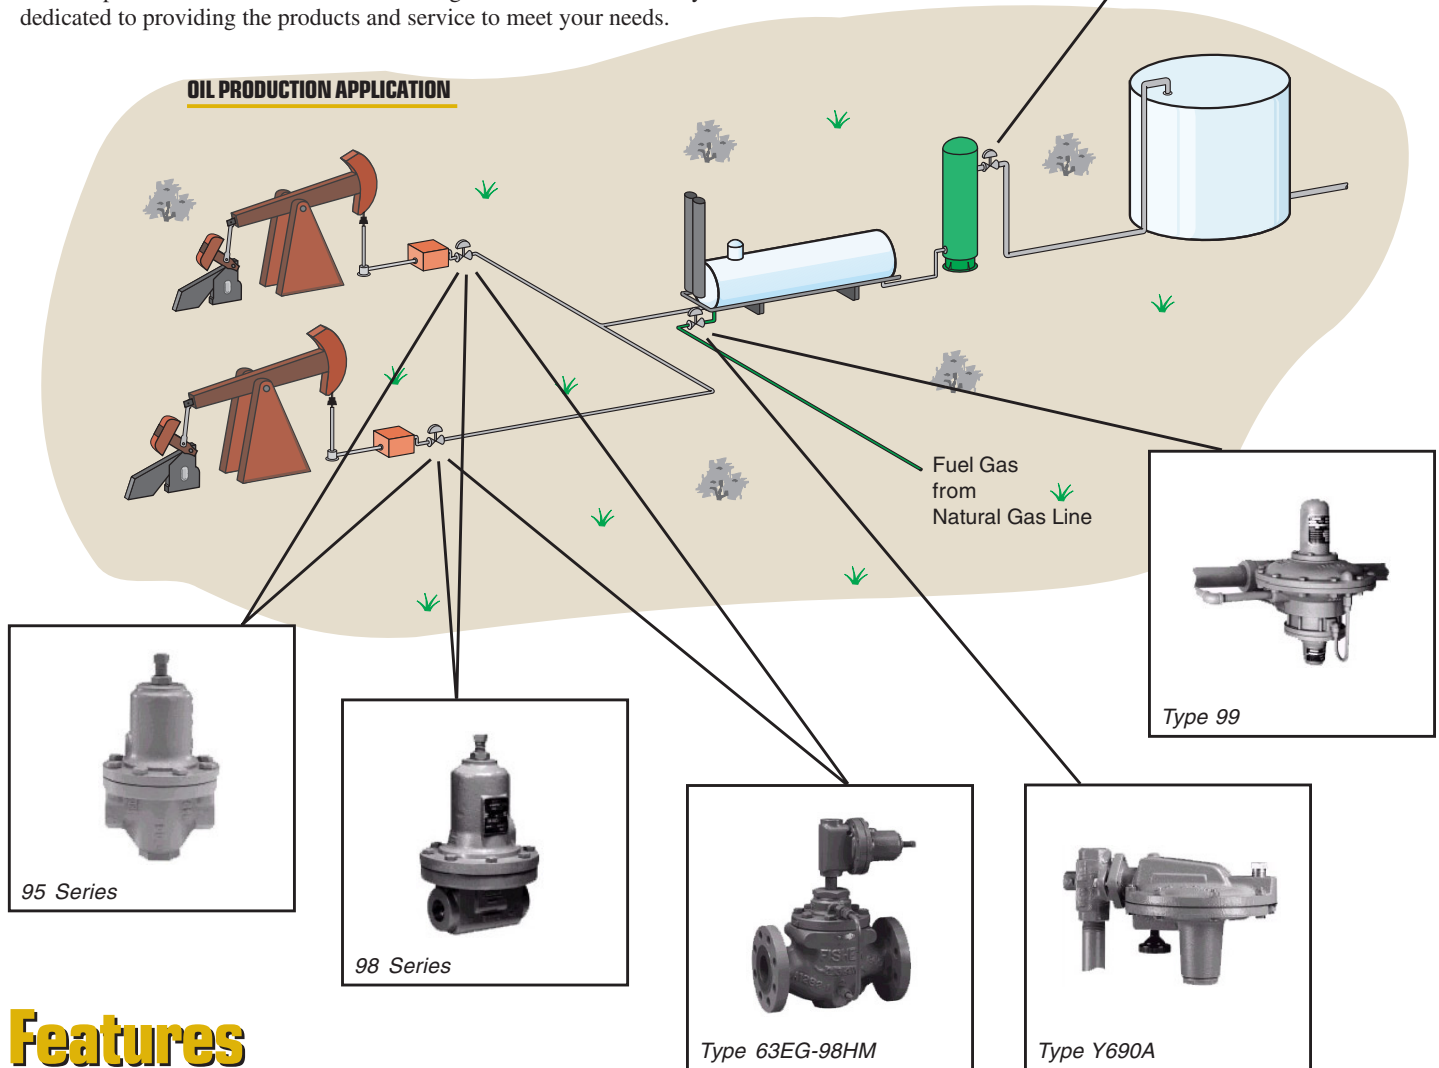 dedicated to providing the products and service to meet your needs.
OIL PRODUCTION APPLICATION
Fuel Gas
from
Natural Gas Line
Type 99
95 Series
98 Series
Type 63EG-98HM
Type Y690A
Features